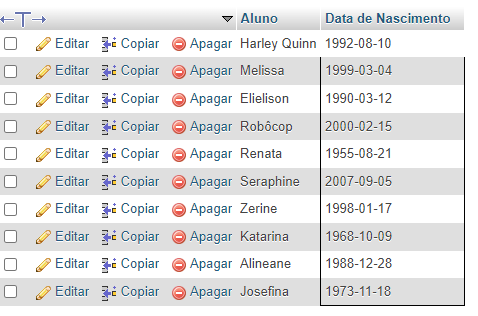 Aluno Data de Nascimento
Editar Copiar Apagar Harley Quinn 1992-08-10
Editar Copiar Apagar Melissa 1999-03-04
Editar Copiar Apagar Elielison 1990-03-12
Editar Copiar Apagar Robôcop 2000-02-15
Editar Copiar Apagar Renata 1955-08-21
Editar Copiar Apagar Seraphine 2007-09-05
Editar Copiar Apagar Zerine 1998-01-17
Editar Copiar Apagar Katarina 1968-10-09
Editar Copiar Apagar Alineane 1988-12-28
Editar Copiar Apagar Josefina 1973-11-18